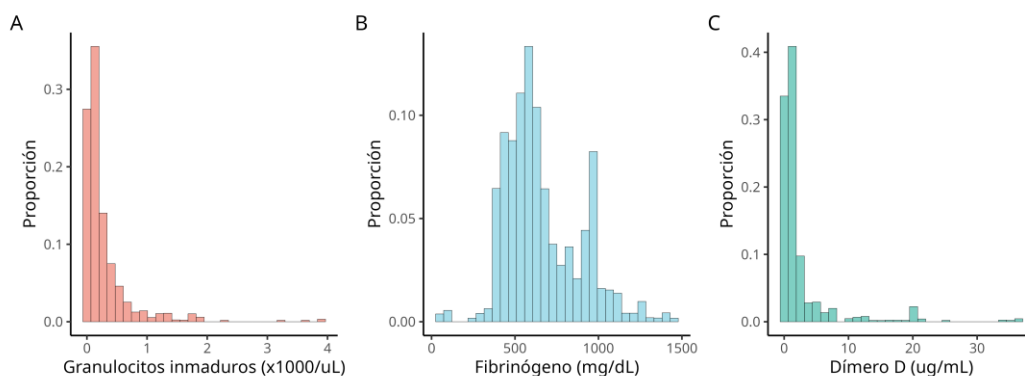 A
Proporción
0.3
0.2
0.1
0.0
0
1
2
3
4
Granulocitos inmaduros (x1000/uL)
B
Proporción
0.10
0.05
0.00
0
500
1000
1500
Fibrinógeno (mg/dL)
C
Proporción
0.4
0.3
0.2
0.1
0.0
0
10
20
30
Dímero D (ug/mL)